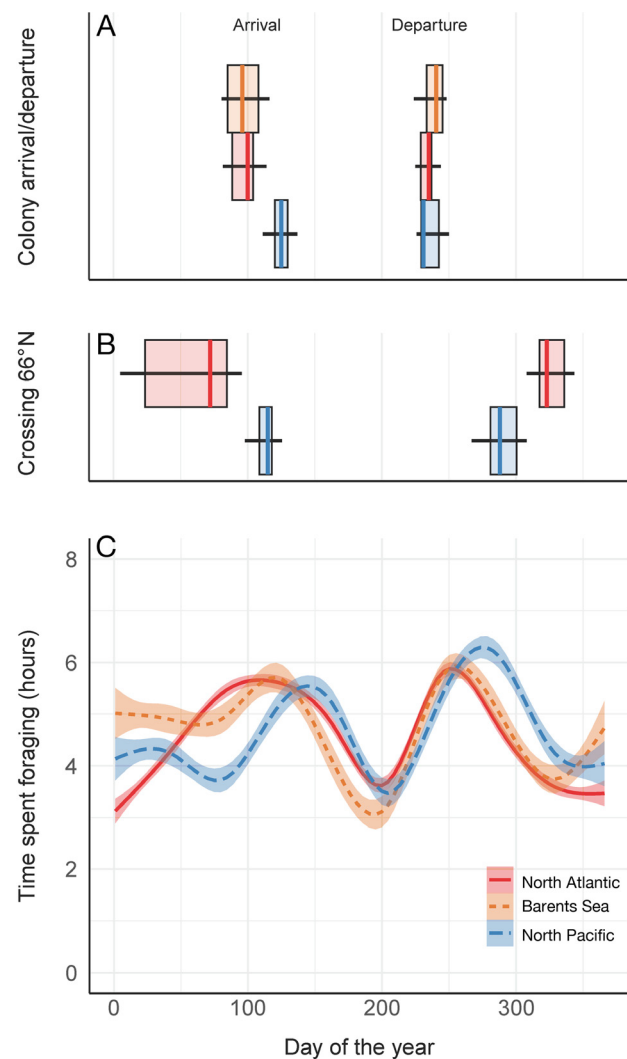 A
Arrival
Departure
Colony arrival/departure
B
Crossing 66°N
C
Time spent foraging (hours)
8
6
4
2
0
North Atlantic
Barents Sea
North Pacific
0
100
200
300
Day of the year